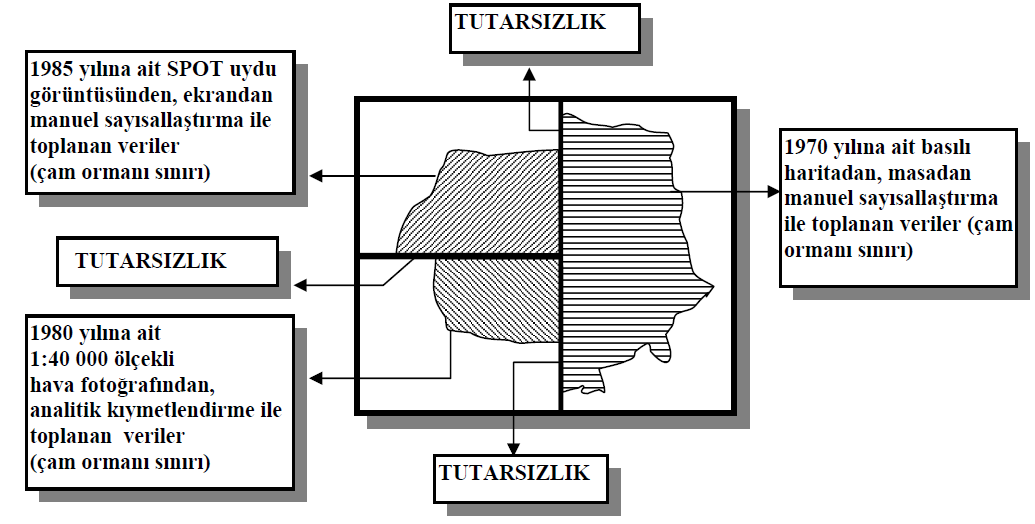 TUTARSIZLIK
1985 yılına ait SPOT uydu
görüntüsünden, ekrandan
manuel sayısallaştırma ile
toplanan veriler
(çam ormanı sınırı)
1970 yılına ait basılı
haritadan, masadan
manuel sayısallaştırma
ile toplanan veriler (çam
ormanı sınırı)
TUTARSIZLIK
1980 yılına ait
1:40 000 ölçekli
hava fotoğrafından,
analitik kıymetlendirme ile
toplanan veriler
(çam ormanı sınırı)
TUTARSIZLIK